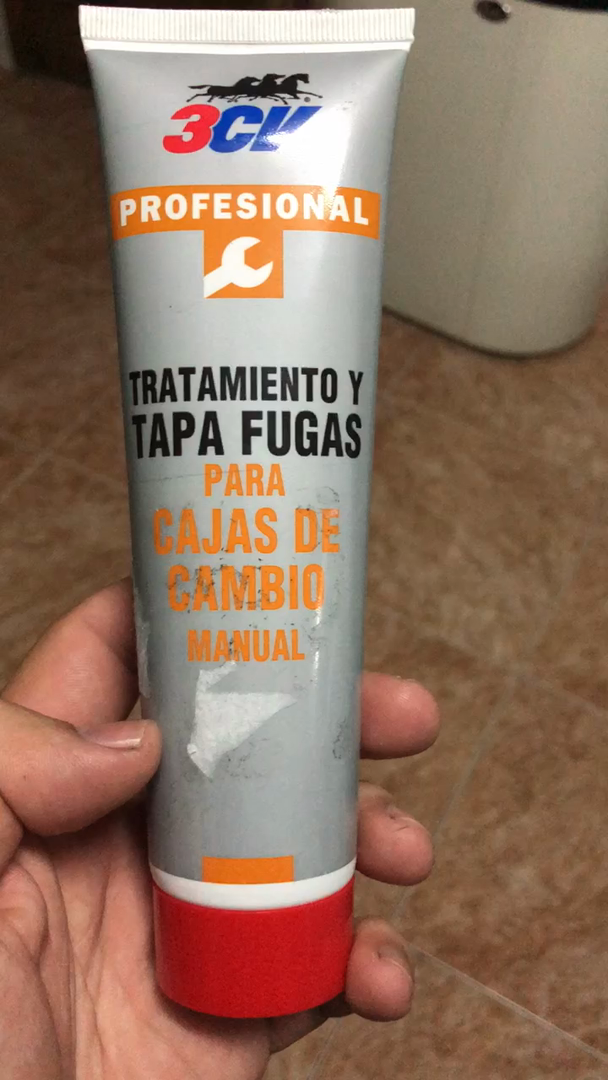 3CV
PROFESIONAL
TRATAMIENTO Y
TAPA FUGAS
PARA
CAJAS DE
CAMBIO
MANUAL